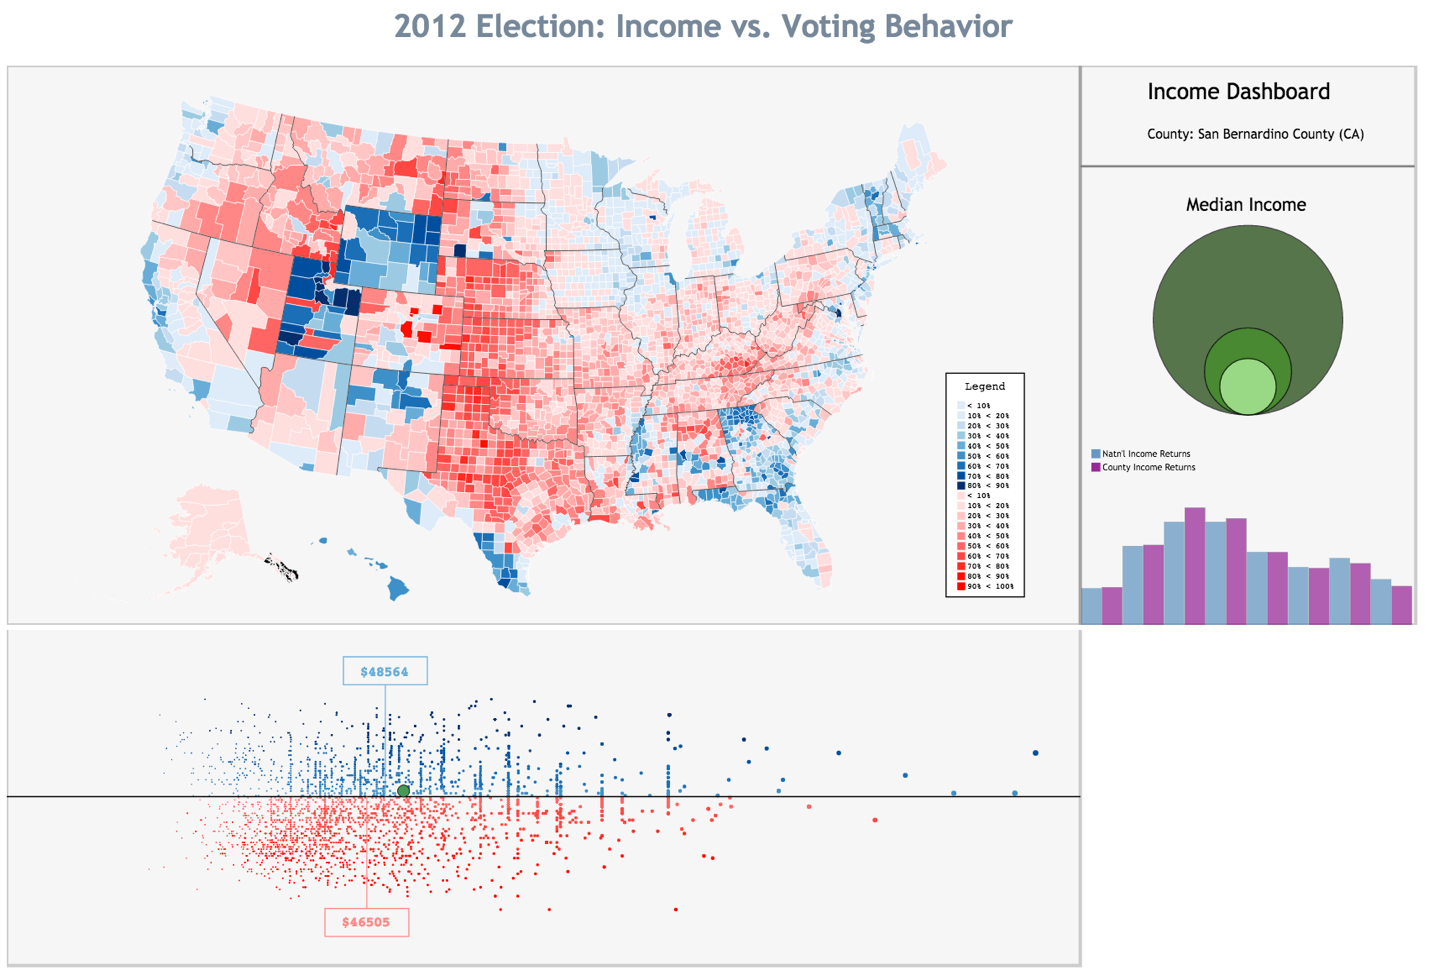 2012 Election: Income vs. Voting Behavior
Income Dashboard
County: San Bernardino County (CA)
Median Income
Legend
< 10%
10% < 20%
20% < 30%
30% < 40%
40% < 50%
50% < 60%
60% < 70%
70% < 80%
80% < 90%
< 10%
10% < 20%
20% < 30%
30% < 40%
40% < 50%
50% < 60%
60% < 70%
70% < 80%
80% < 90%
90% < 100%
Natn'l Income Returns
County Income Returns
$48564
$46505